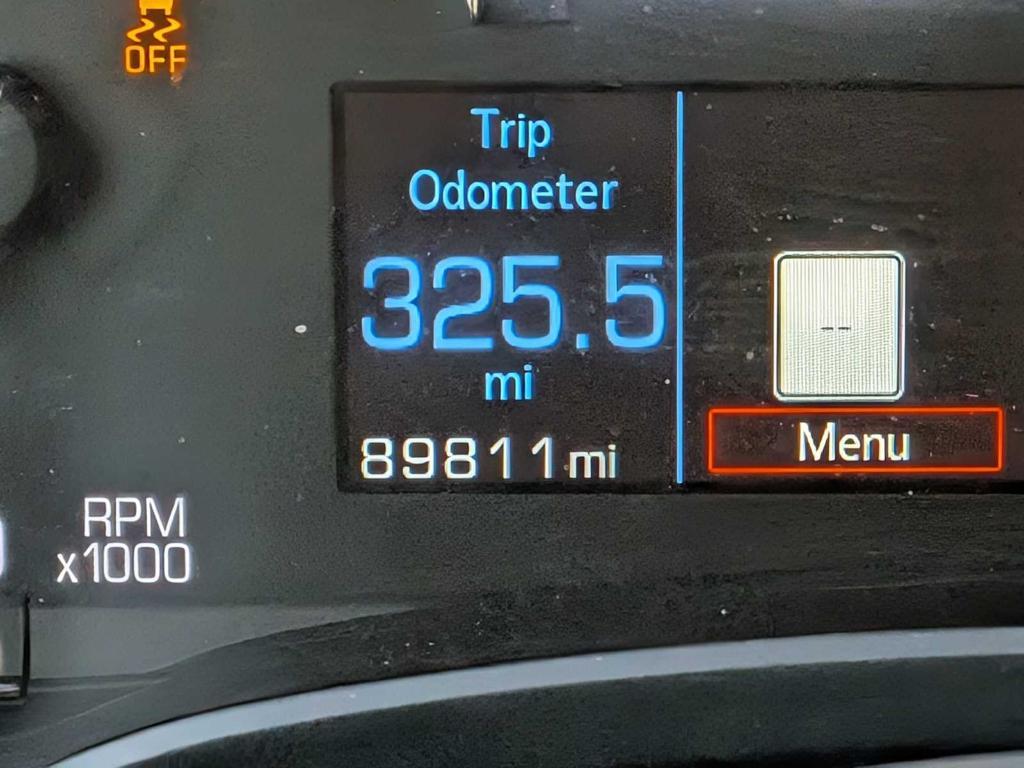 OFF
Trip
Odometer
325.5
mi
89811 mi
--
Menu
RPM
x1000